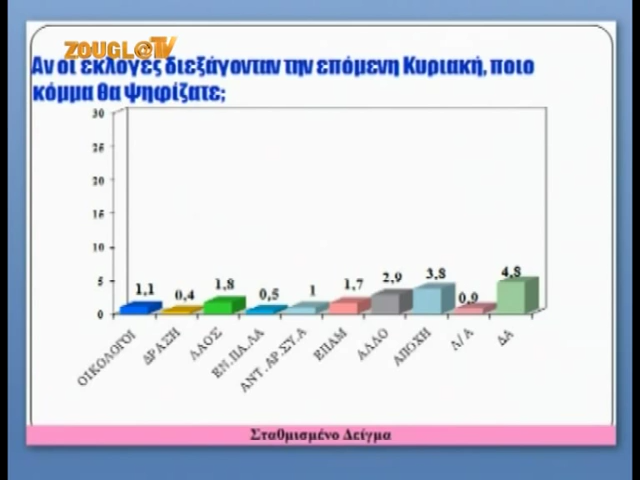 ZOUGL@TV
Αν οι εκλογές διεξάγονταν την επόμενη Κυριακή, ποιο
κόμμα θα ψηφίζατε;
30
25
20
15
10
5
0
1,1
0,4
1,8
0,5
1
1,7
2,9
3,8
0,9
4,8
ΟΙΚΟΛΟΓΟΙ
ΔΡΑΣΗ
ΛΑΟΣ
ΕΝ.ΠΑ.ΛΑ
ΑΝΤ.ΑΡ.ΣΥ.Α
ΕΠΑΜ
ΑΛΛΟ
ΑΠΟΧΗ
Λ/Α
ΔΑ
Σταθμισμένο Δείγμα